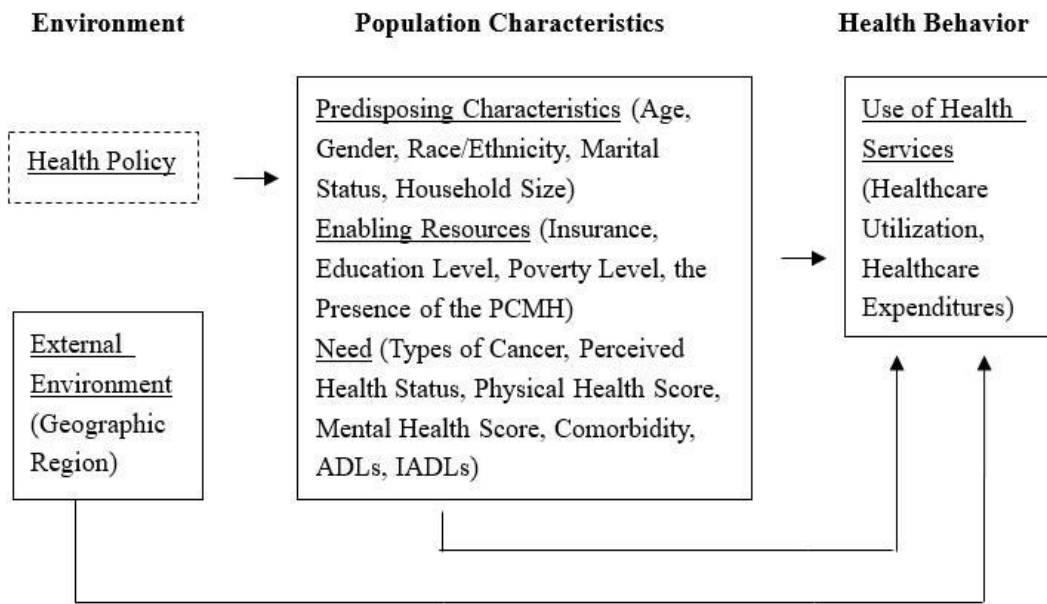 Environment
Population Characteristics
Health Behavior
Health Policy
External
Environment
(Geographic
Region)
Predisposing Characteristics (Age,
Gender, Race/Ethnicity, Marital
Status, Household Size)
Enabling Resources (Insurance,
Education Level, Poverty Level, the
Presence of the PCMH)
Need (Types of Cancer, Perceived
Health Status, Physical Health Score,
Mental Health Score, Comorbidity,
ADLs, IADLs)
Use of Health
Services
(Healthcare
Utilization,
Healthcare
Expenditures)